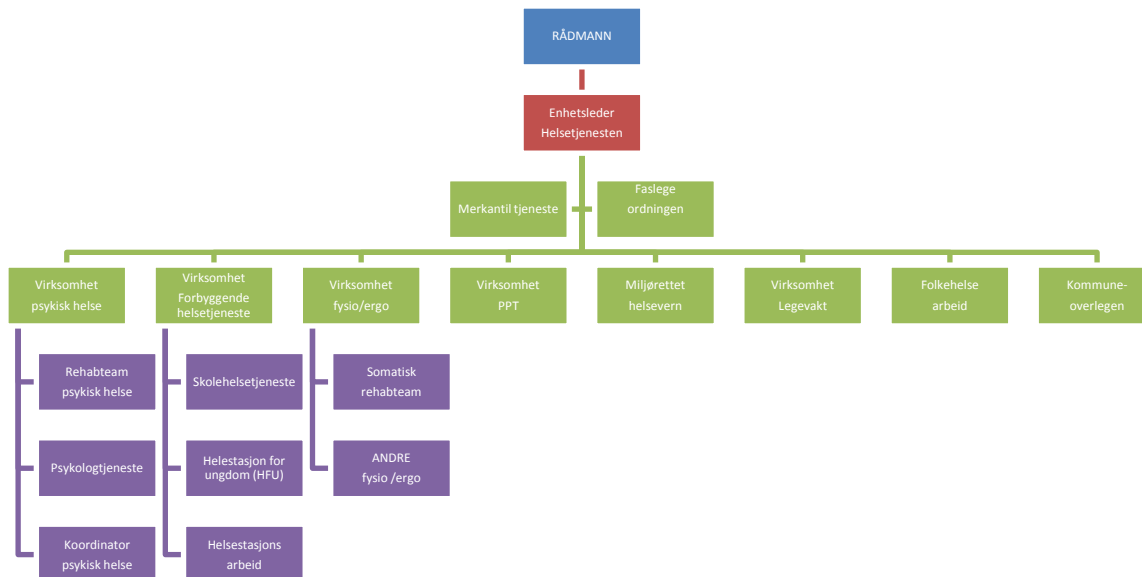 RÅDMANN
Enhetsleder
Helsetjenesten
Merkantil tjeneste
Faslege
ordningen
Virksomhet
psykisk helse
Virksomhet
Forbyggende
helsetjeneste
Virksomhet
fysio/ergo
Virksomhet
PPT
Miljørettet
helsevern
Virksomhet
Legevakt
Folkehelse
arbeid
Kommune-
overlegen
Rehabteam
psykisk helse
Skolehelsetjeneste
Somatisk
rehabteam
Psykologtjeneste
Helestasjon for
ungdom (HFU)
ANDRE
fysio /ergo
Koordinator
psykisk helse
Helsestasjons
arbeid